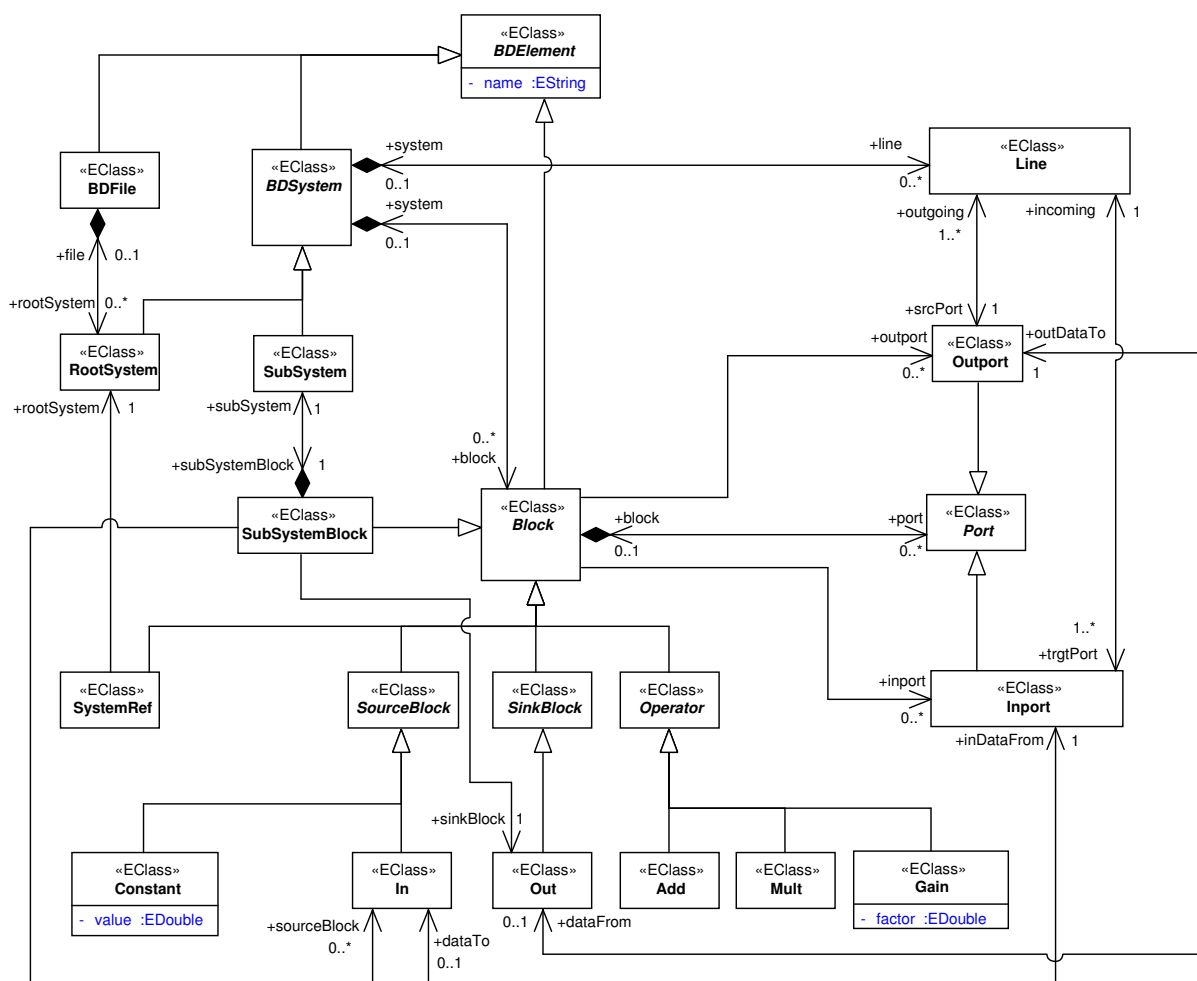 «EClass»
BDElement
- name :EString
«EClass»
BDFile
«EClass»
BDSystem
+system
0..1
+system
0..1
+line
0..*
«EClass»
Line
+outgoing
1..*
+incoming
1
+file
0..1
+rootSystem
0..*
«EClass»
RootSystem
«EClass»
SubSystem
+srcPort
1
+outport
0..*
«EClass»
Outport
+outDataTo
1
+rootSystem
1
+subSystem
1
+subSystemBlock
1
0..*
+block
«EClass»
SubSystemBlock
«EClass»
Block
+block
0..1
+port
0..*
«EClass»
Port
1..*
+trgtPort
«EClass»
SystemRef
«EClass»
SourceBlock
«EClass»
SinkBlock
«EClass»
Operator
+inport
0..*
«EClass»
Inport
+inDataFrom
1
+sinkBlock
1
«EClass»
Constant
- value :EDouble
«EClass»
In
«EClass»
Out
«EClass»
Add
«EClass»
Mult
«EClass»
Gain
- factor :EDouble
+sourceBlock
0..*
+dataTo
0..1
0..1
+dataFrom